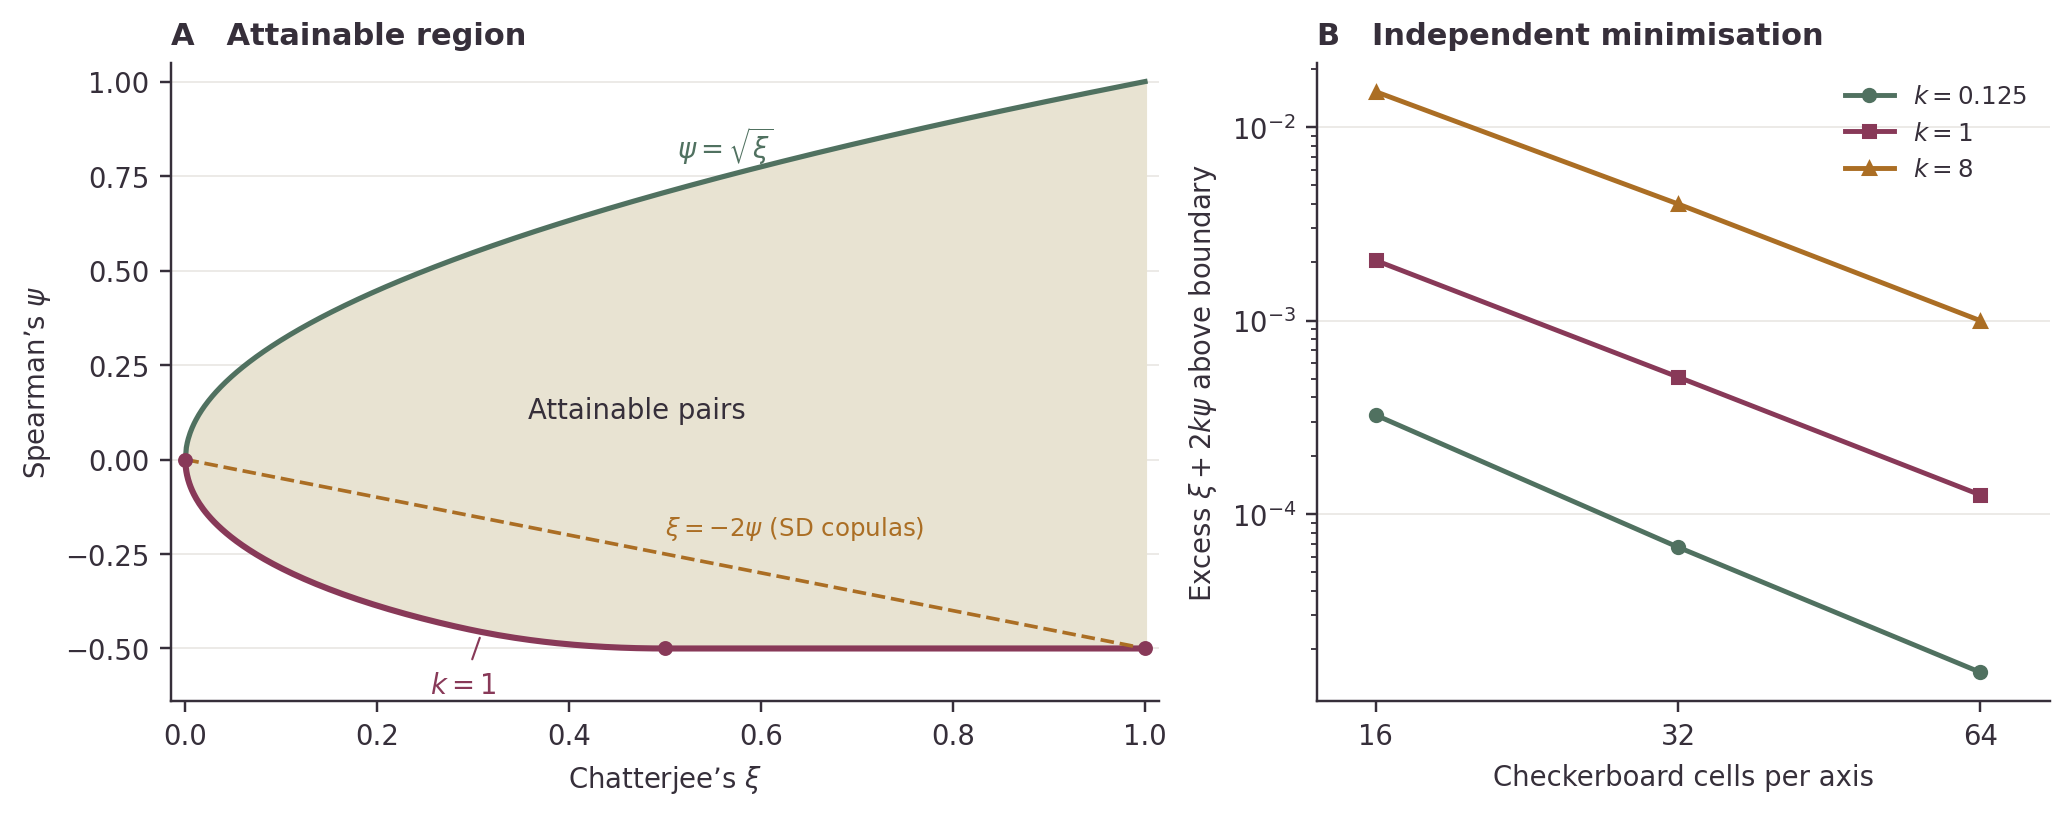 A Attainable region
1.00
0.75
0.50
0.25
0.00
−0.25
−0.50
Spearman’s ψ
ψ = √ξ
Attainable pairs
ξ = −2ψ (SD copulas)
k = 1
0.0 0.2 0.4 0.6 0.8 1.0
Chatterjee’s ξ
B Independent minimisation
10⁻²
10⁻³
10⁻⁴
Excess ξ + 2kψ above boundary
k = 0.125
k = 1
k = 8
16 32 64
Checkerboard cells per axis